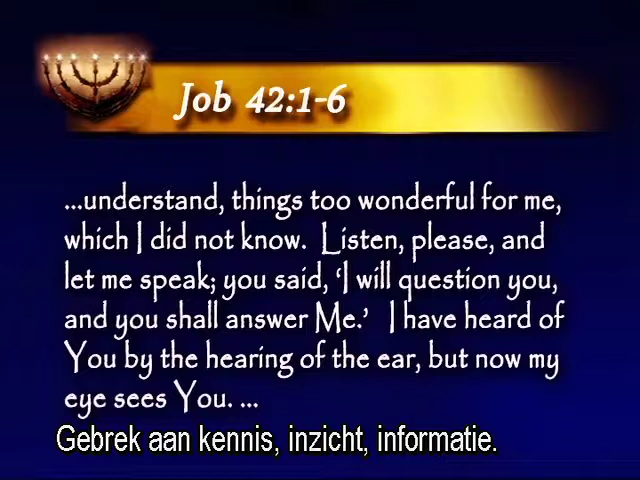 Job 42:1-6
...understand, things too wonderful for me,
which I did not know. Listen, please, and
let me speak; you said, ‘I will question you,
and you shall answer Me.’ I have heard of
You by the hearing of the ear, but now my
eye sees You. ...
Gebrek aan kennis, inzicht, informatie.